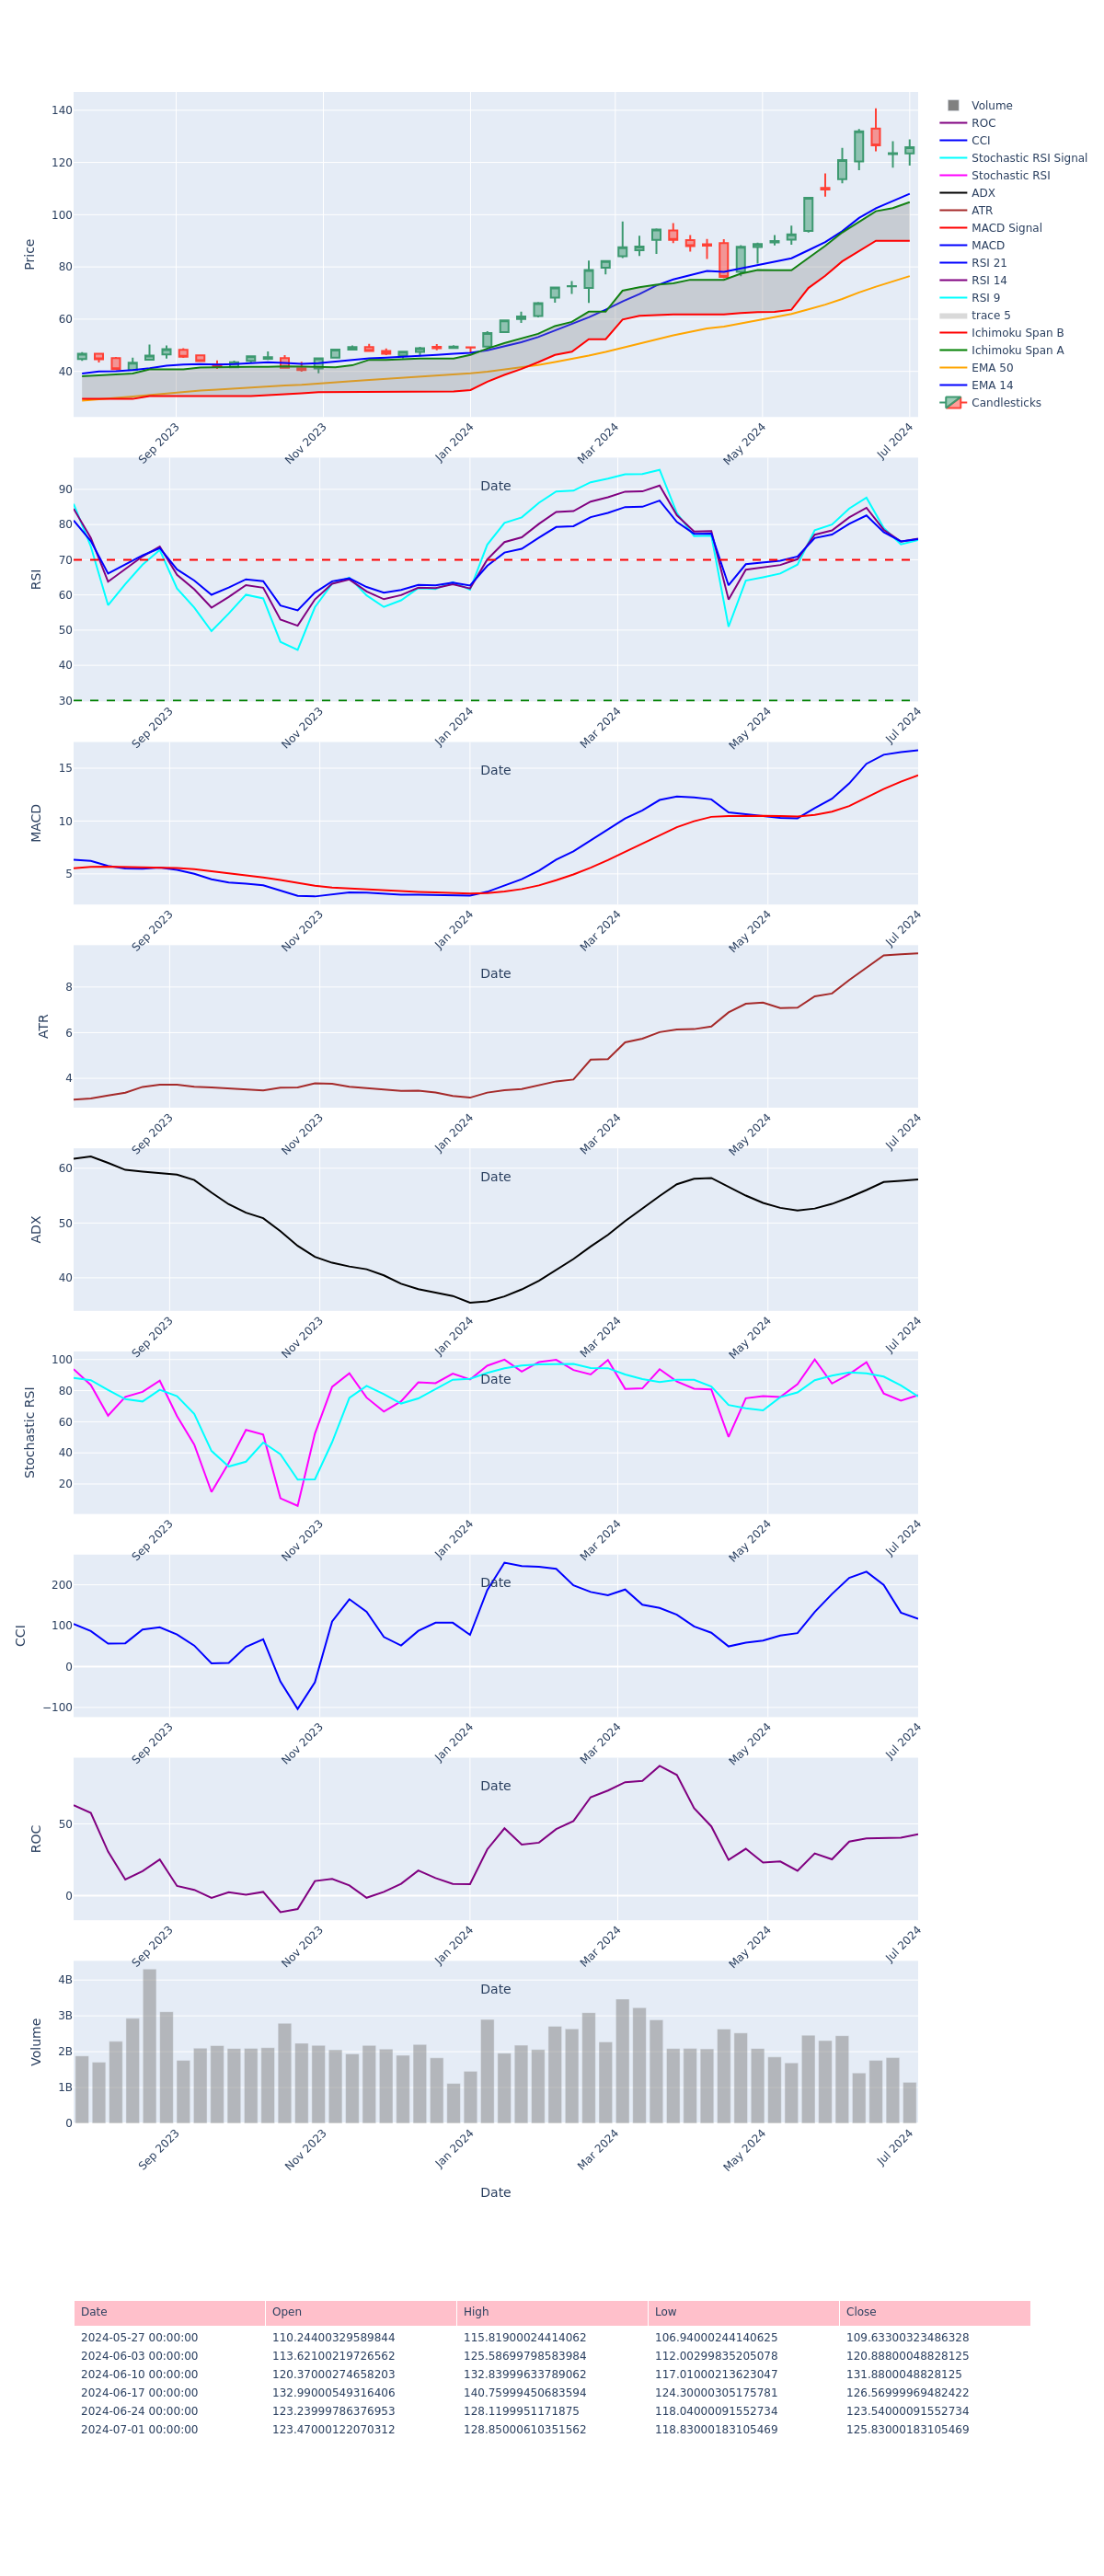 140
120
100
80
60
40
Price
Sep 2023
Nov 2023
Jan 2024
Mar 2024
May 2024
Jul 2024
Date
Volume
ROC
CCI
Stochastic RSI Signal
Stochastic RSI
ADX
ATR
MACD Signal
MACD
RSI 21
RSI 14
RSI 9
trace 5
Ichimoku Span B
Ichimoku Span A
EMA 50
EMA 14
Candlesticks
90
80
70
60
50
40
30
RSI
Sep 2023
Nov 2023
Jan 2024
Mar 2024
May 2024
Jul 2024
Date
15
10
5
MACD
Sep 2023
Nov 2023
Jan 2024
Mar 2024
May 2024
Jul 2024
Date
8
6
4
ATR
Sep 2023
Nov 2023
Jan 2024
Mar 2024
May 2024
Jul 2024
Date
60
50
40
ADX
Sep 2023
Nov 2023
Jan 2024
Mar 2024
May 2024
Jul 2024
Date
100
80
60
40
20
Stochastic RSI
Sep 2023
Nov 2023
Jan 2024
Mar 2024
May 2024
Jul 2024
Date
200
100
0
−100
CCI
Sep 2023
Nov 2023
Jan 2024
Mar 2024
May 2024
Jul 2024
Date
50
0
ROC
Sep 2023
Nov 2023
Jan 2024
Mar 2024
May 2024
Jul 2024
Date
4B
3B
2B
1B
0
Volume
Sep 2023
Nov 2023
Jan 2024
Mar 2024
May 2024
Jul 2024
Date
Date Open High Low Close
2024-05-27 00:00:00 110.24400329589844 115.81900024414062 106.94000244140625 109.63300323486328
2024-06-03 00:00:00 113.62100219726562 125.58699798583984 112.00299835205078 120.88800048828125
2024-06-10 00:00:00 120.37000274658203 132.83999633789062 117.01000213623047 131.8800048828125
2024-06-17 00:00:00 132.99000549316406 140.75999450683594 124.30000305175781 126.56999969482422
2024-06-24 00:00:00 123.23999786376953 128.1199951171875 118.04000091552734 123.54000091552734
2024-07-01 00:00:00 123.47000122070312 128.85000610351562 118.83000183105469 125.83000183105469